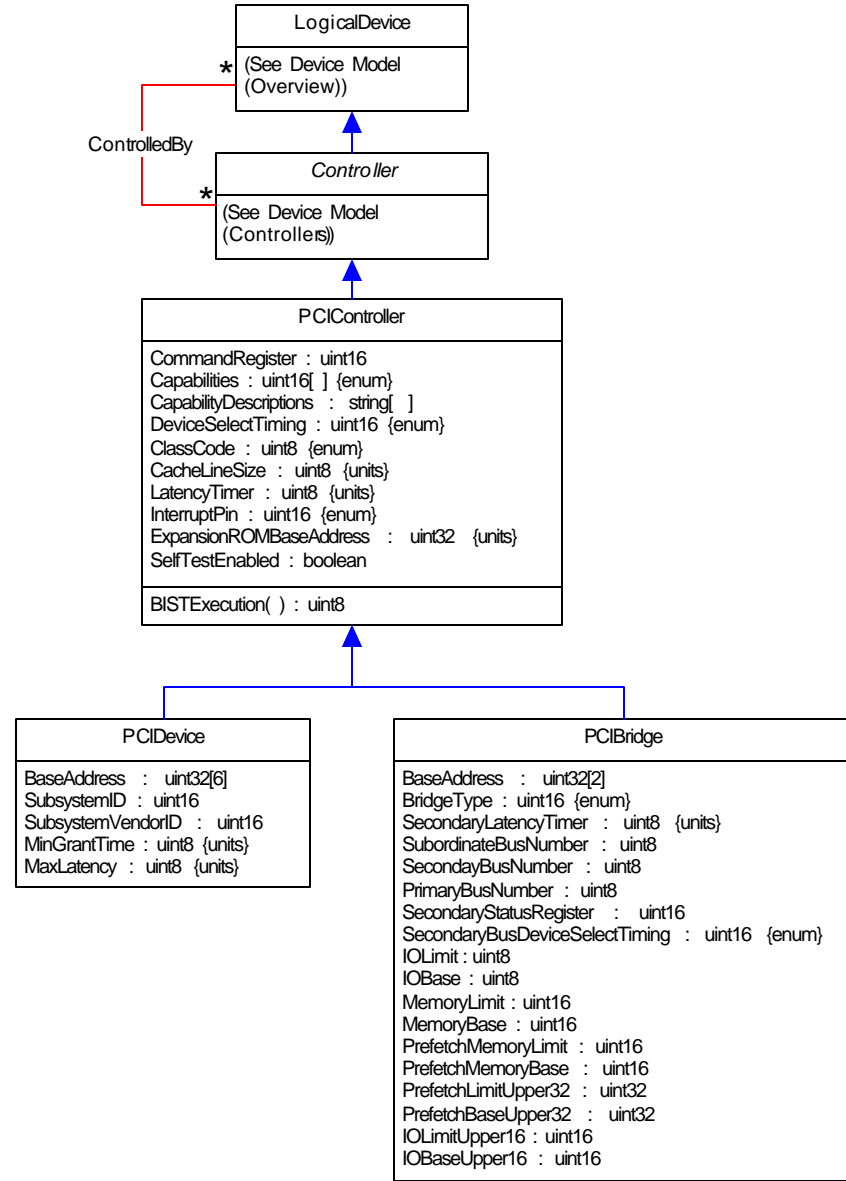 LogicalDevice
(See Device Model
(Overview))
*
ControlledBy
*
Controller
(See Device Model
(Controllers))
PCIController
CommandRegister : uint16
Capabilities : uint16[ ] {enum}
CapabilityDescriptions : string[ ]
DeviceSelectTiming : uint16 {enum}
ClassCode : uint8 {enum}
CacheLineSize : uint8 {units}
LatencyTimer : uint8 {units}
InterruptPin : uint16 {enum}
ExpansionROMBaseAddress : uint32 {units}
SelfTestEnabled : boolean
BISTExecution( ) : uint8
PCIDevice
BaseAddress : uint32[6]
SubsystemID : uint16
SubsystemVendorID : uint16
MinGrantTime : uint8 {units}
MaxLatency : uint8 {units}
PCIBridge
BaseAddress : uint32[2]
BridgeType : uint16 {enum}
SecondaryLatencyTimer : uint8 {units}
SubordinateBusNumber : uint8
SecondayBusNumber : uint8
PrimaryBusNumber : uint8
SecondaryStatusRegister : uint16
SecondaryBusDeviceSelectTiming : uint16 {enum}
IOLimit : uint8
IOBase : uint8
MemoryLimit : uint16
MemoryBase : uint16
PrefetchMemoryLimit : uint16
PrefetchMemoryBase : uint16
PrefetchLimitUpper32 : uint32
PrefetchBaseUpper32 : uint32
IOLimitUpper16 : uint16
IOBaseUpper16 : uint16